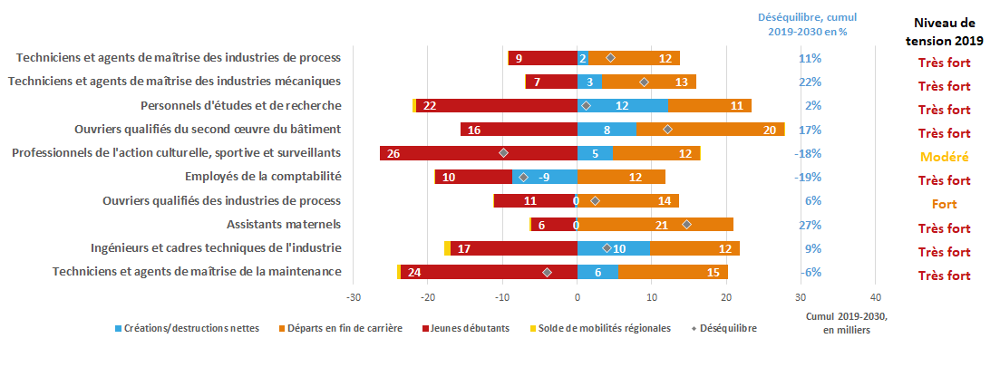 Déséquilibre, cumul
2019-2030 en %
Niveau de
tension 2019
Techniciens et agents de maîtrise des industries de process 9 2 12 11% Très fort
Techniciens et agents de maîtrise des industries mécaniques 7 3 13 22% Très fort
Personnels d'études et de recherche 22 12 11 2% Très fort
Ouvriers qualifiés du second œuvre du bâtiment 16 8 20 17% Très fort
Professionnels de l'action culturelle, sportive et surveillants 26 5 12 -18% Modéré
Employés de la comptabilité 10 -9 12 -19% Très fort
Ouvriers qualifiés des industries de process 11 0 14 6% Fort
Assistants maternels 6 0 21 27% Très fort
Ingénieurs et cadres techniques de l'industrie 17 10 12 9% Très fort
Techniciens et agents de maîtrise de la maintenance 24 6 15 -6% Très fort
-30 -20 -10 0 10 20 30 40
Cumul 2019-2030,
en milliers
Créations/destructions nettes Départs en fin de carrière Jeunes débutants Solde de mobilités régionales Déséquilibre